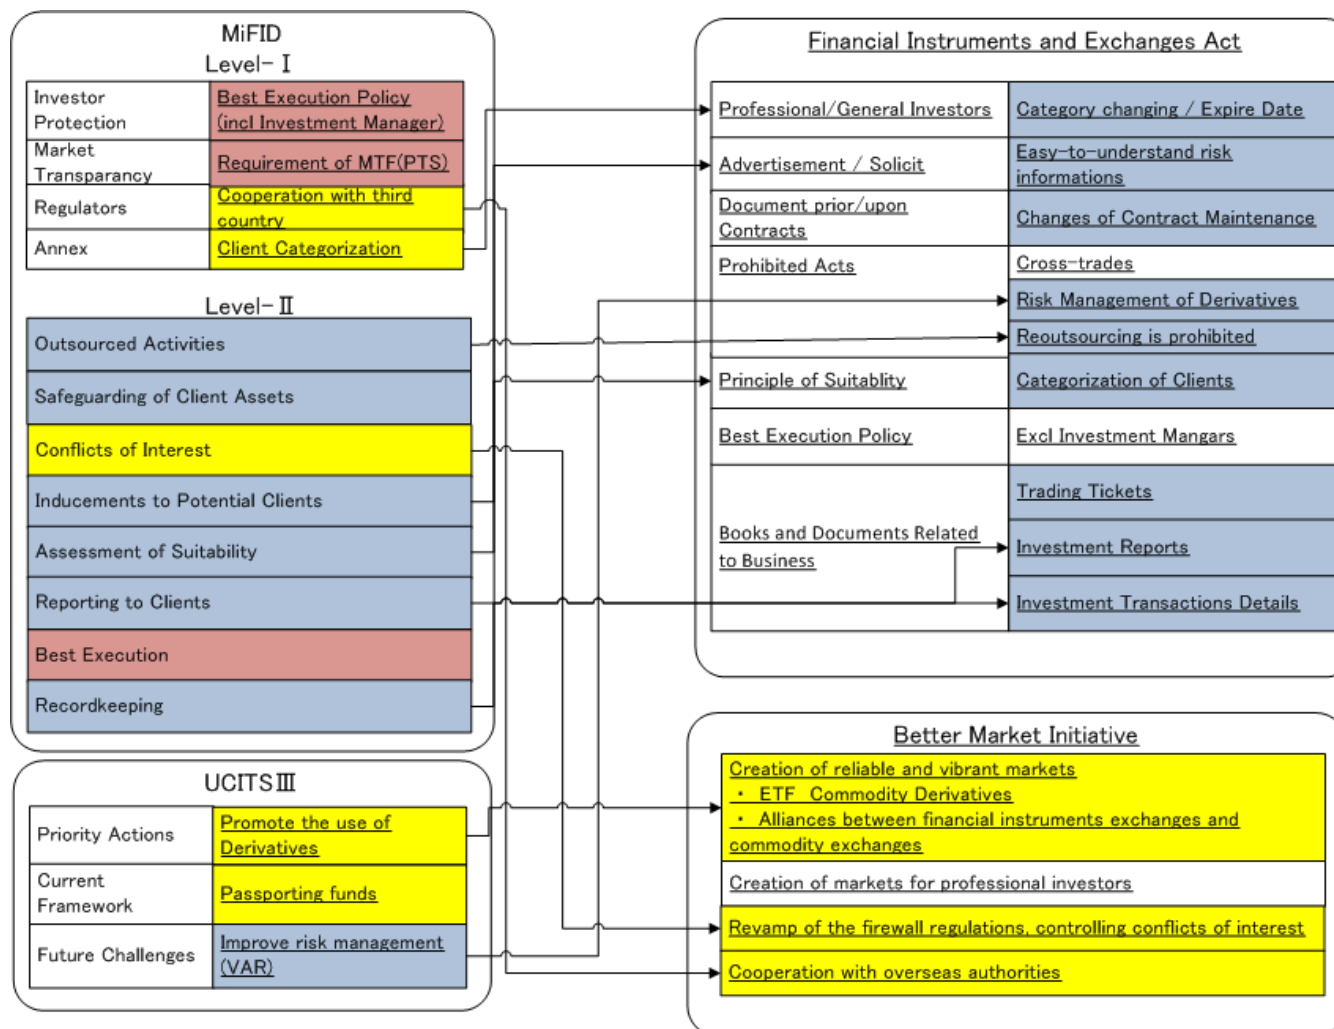 MiFID
Level-Ⅰ
Investor
Protection
Best Execution Policy
(incl Investment Manager)
Market
Transparancy
Requirement of MTF(PTS)
Regulators
Cooperation with third
country
Annex
Client Categorization
Level-Ⅱ
Outsourced Activities
Safeguarding of Client Assets
Conflicts of Interest
Inducements to Potential Clients
Assessment of Suitability
Reporting to Clients
Best Execution
Recordkeeping
UCITSⅢ
Priority Actions
Promote the use of
Derivatives
Current
Framework
Passporting funds
Future Challenges
Improve risk management
(VAR)
Financial Instruments and Exchanges Act
Professional/General Investors
Category changing / Expire Date
Advertisement / Solicit
Easy-to-understand risk
informations
Document prior/upon
Contracts
Changes of Contract Maintenance
Prohibited Acts
Cross-trades
Risk Management of Derivatives
Reoutsourcing is prohibited
Principle of Suitablity
Categorization of Clients
Best Execution Policy
Excl Investment Mangars
Books and Documents Related
to Business
Trading Tickets
Investment Reports
Investment Transactions Details
Better Market Initiative
Creation of reliable and vibrant markets
・ ETF Commodity Derivatives
・ Alliances between financial instruments exchanges and
commodity exchanges
Creation of markets for professional investors
Revamp of the firewall regulations, controlling conflicts of interest
Cooperation with overseas authorities